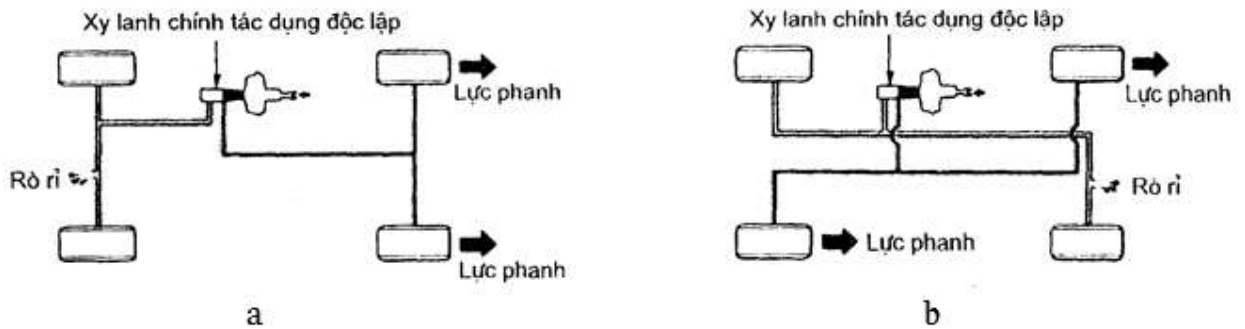 Xy lanh chính tác dụng độc lập
Lực phanh
Rò rỉ
Lực phanh
a
Xy lanh chính tác dụng độc lập
Lực phanh
Rò rỉ
Lực phanh
b